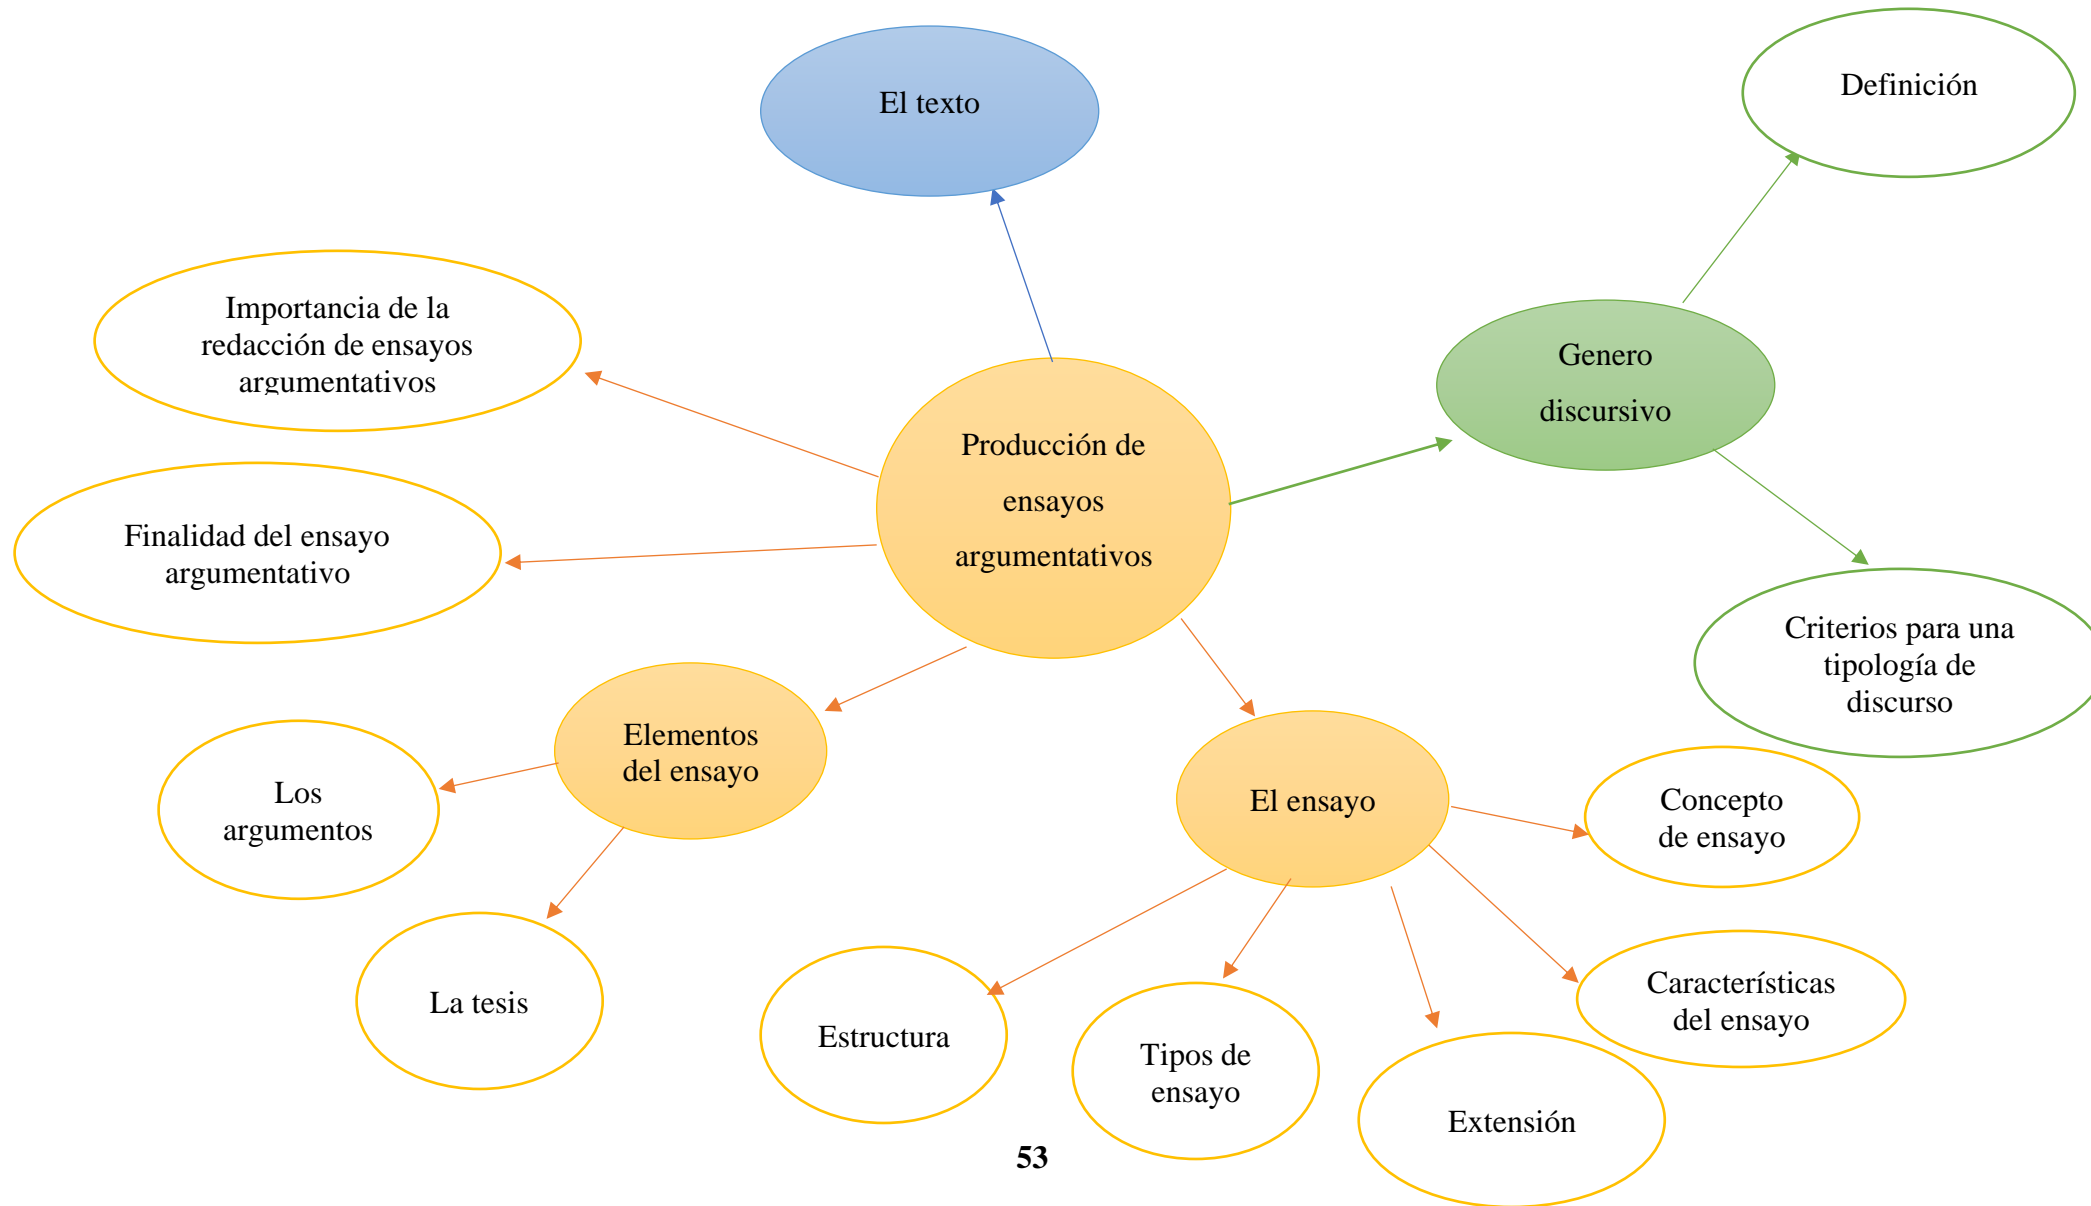 El texto
Definición
Importancia de la
redacción de ensayos
argumentativos
Genero
discursivo
Producción de
ensayos
argumentativos
Finalidad del ensayo
argumentativo
Criterios para una
tipología de
discurso
Elementos
del ensayo
Los
argumentos
El ensayo
Concepto
de ensayo
La tesis
Características
del ensayo
Estructura
Tipos de
ensayo
Extensión
53